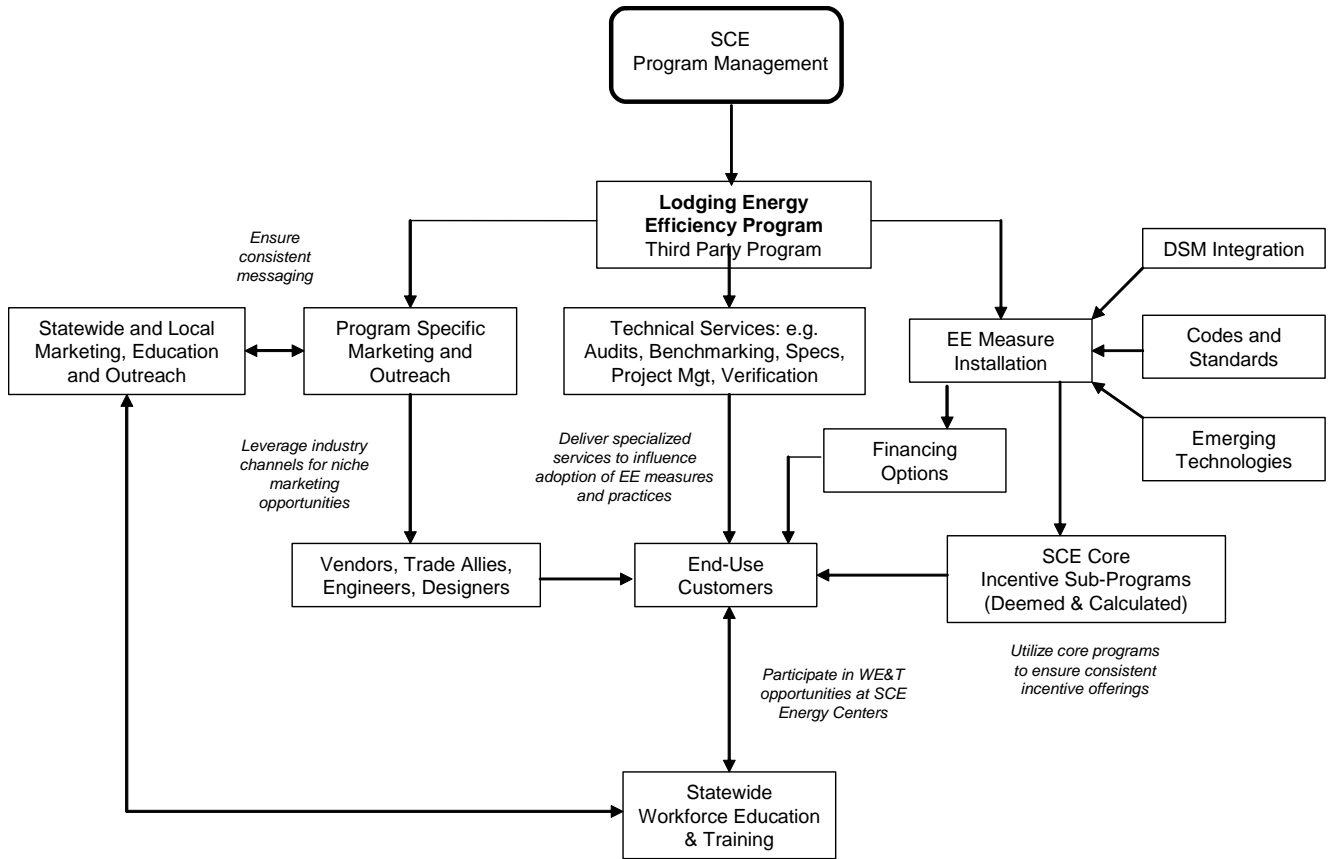 SCE
Program Management
Lodging Energy
Efficiency Program
Third Party Program
Ensure
consistent
messaging
DSM Integration
Statewide and Local
Marketing, Education
and Outreach
Program Specific
Marketing and
Outreach
Technical Services: e.g.
Audits, Benchmarking, Specs,
Project Mgt, Verification
EE Measure
Installation
Codes and
Standards
Leverage industry
channels for niche
marketing
opportunities
Deliver specialized
services to influence
adoption of EE measures
and practices
Financing
Options
Emerging
Technologies
Vendors, Trade Allies,
Engineers, Designers
End-Use
Customers
SCE Core
Incentive Sub-Programs
(Deemed & Calculated)
Participate in WE&T
opportunities at SCE
Energy Centers
Utilize core programs
to ensure consistent
incentive offerings
Statewide
Workforce Education
& Training